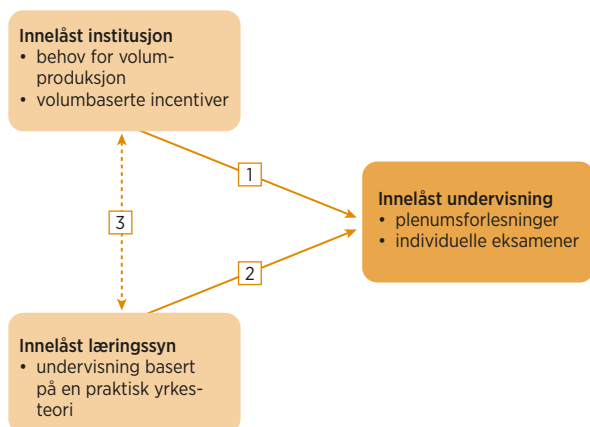 Innelåst institusjon
• behov for volum-
produksjon
• volumbaserte incentiver
1
Innelåst undervisning
• plenumsforlesninger
• individuelle eksamener
3
2
Innelåst læringssyn
• undervisning basert
på en praktisk yrkes-
teori